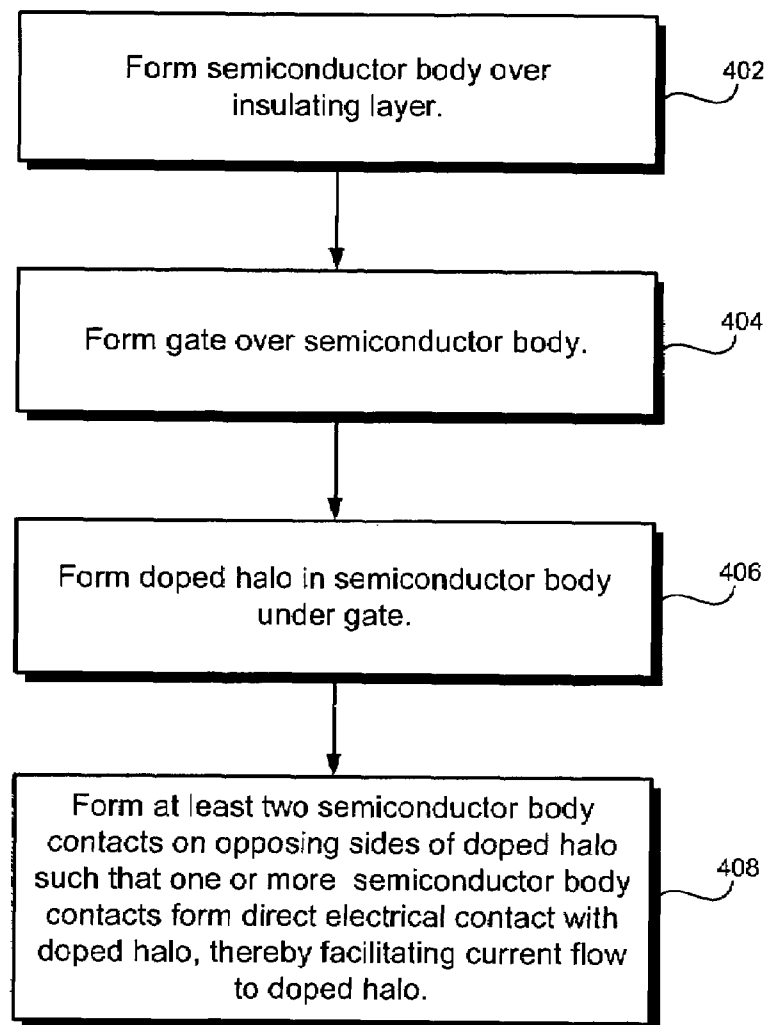 Form semiconductor body over
insulating layer.
402
Form gate over semiconductor body.
404
Form doped halo in semiconductor body
under gate.
406
Form at least two semiconductor body
contacts on opposing sides of doped halo
such that one or more semiconductor body
contacts form direct electrical contact with
doped halo, thereby facilitating current flow
to doped halo.
408